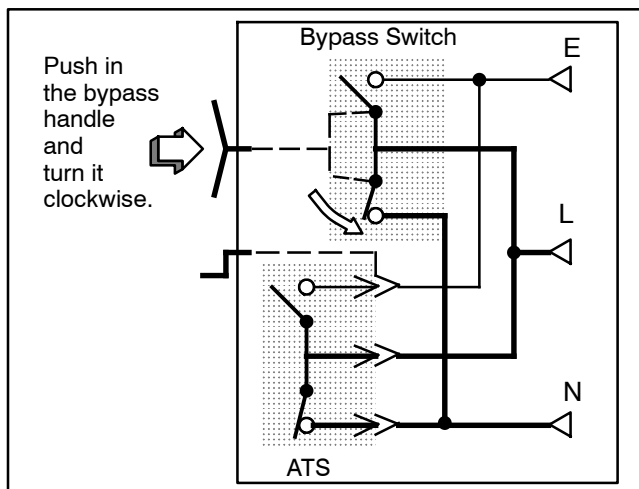 Bypass Switch
E
Push in
the bypass
handle
and
turn it
clockwise.
L
N
ATS